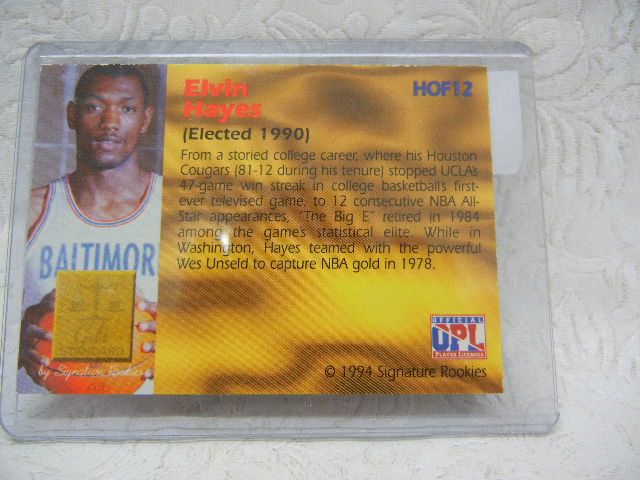 Elvin
Hayes
HOF12
(Elected 1990)
From a storied college career, where his Houston
Cougars (81-12 during his tenure) stopped UCLA's
47-game win streak in college basketball's first-
ever televised game, to 12 consecutive NBA All-
Star appearances, "The Big E" retired in 1984
among the game's statistical elite. While in
Washington, Hayes teamed with the powerful
Wes Unseld to capture NBA gold in 1978.
BALTIMOR
by Signature Rookies
OFFICIAL
UPL
PLAYER LICENSEE
© 1994 Signature Rookies